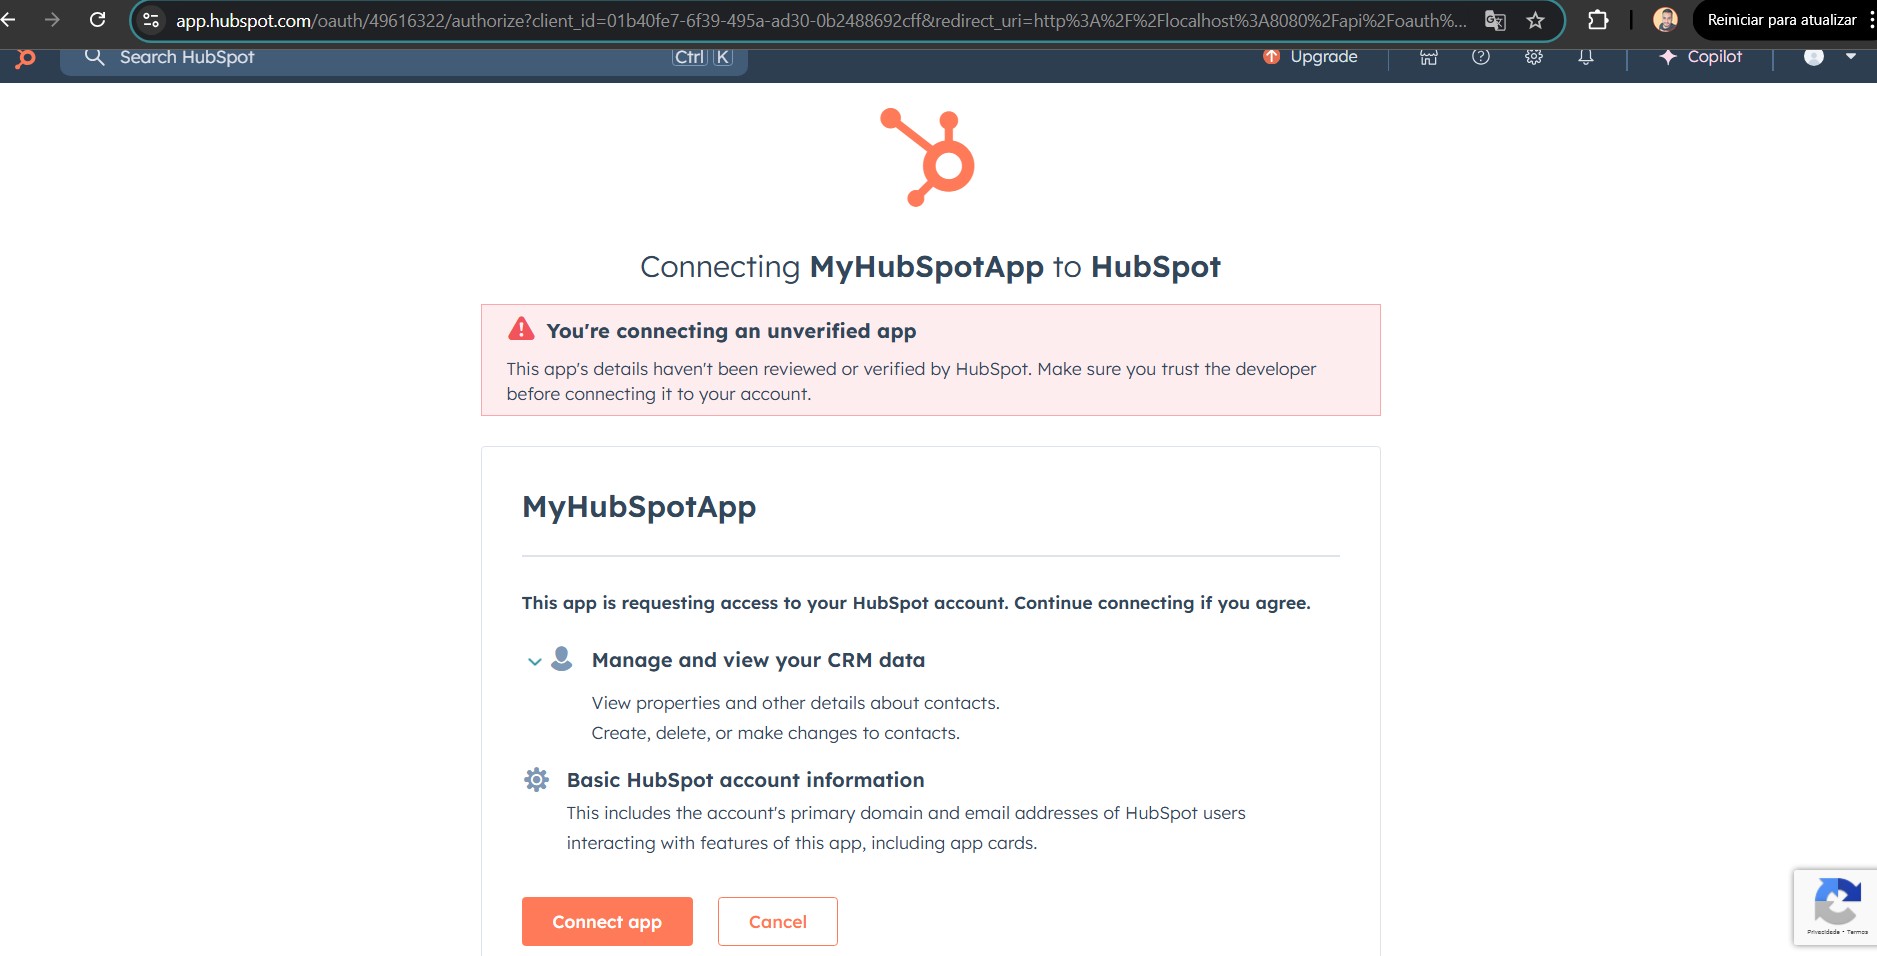 app.hubspot.com/oauth/49616322/authorize?client_id=01b40fe7-6f39-495a-ad30-0b2488692cff&redirect_uri=http%3A%2F%2Flocalhost%3A8080%2Fapi%2Foauth%...
Reiniciar para atualizar
Search HubSpot
Ctrl K
Upgrade
Copilot
Connecting MyHubSpotApp to HubSpot
You're connecting an unverified app
This app's details haven't been reviewed or verified by HubSpot. Make sure you trust the developer
before connecting it to your account.
MyHubSpotApp
This app is requesting access to your HubSpot account. Continue connecting if you agree.
Manage and view your CRM data
View properties and other details about contacts.
Create, delete, or make changes to contacts.
Basic HubSpot account information
This includes the account's primary domain and email addresses of HubSpot users
interacting with features of this app, including app cards.
Connect app
Cancel
Privacidade - Termos